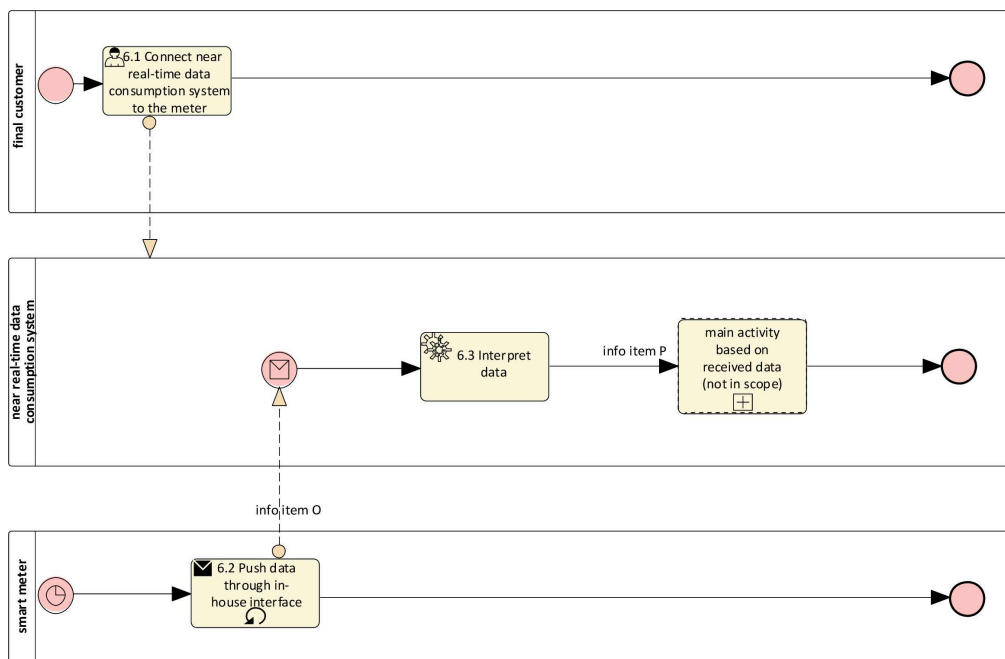 final customer
6.1 Connect near
real-time data
consumption system
to the meter
near real-time data
consumption system
6.3 Interpret
data
info item P
main activity
based on
received data
(not in scope)
info item O
smart meter
6.2 Push data
through in-
house interface